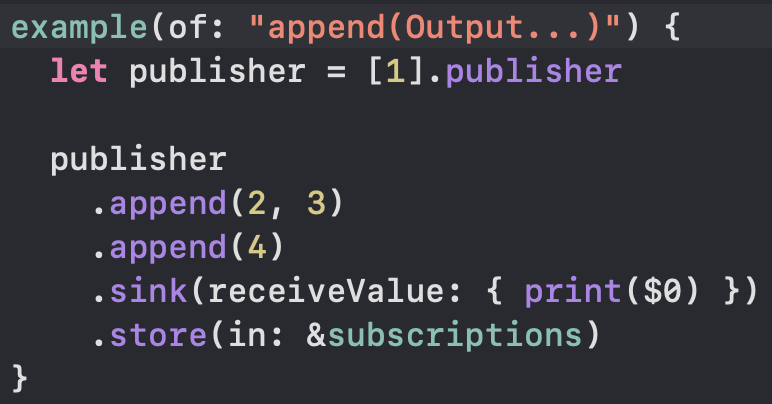 example(of: "append(Output...)") {
  let publisher = [1].publisher

  publisher
    .append(2, 3)
    .append(4)
    .sink(receiveValue: { print($0) })
    .store(in: &subscriptions)
}